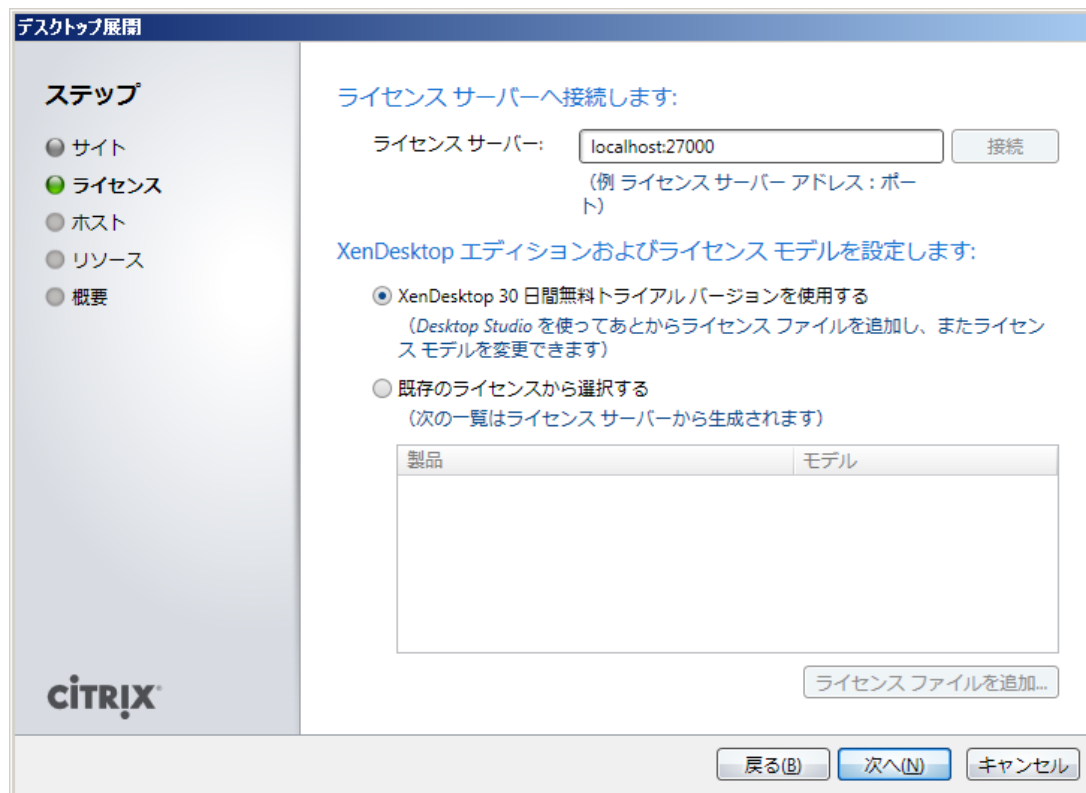 デスクトップ展開
ステップ
サイト
ライセンス
ホスト
リソース
概要
CITRIX
ライセンス サーバーへ接続します:
ライセンス サーバー:
localhost:27000
接続
（例 ライセンス サーバー アドレス：ポー
ト）
XenDesktop エディションおよびライセンス モデルを設定します:
XenDesktop 30 日間無料トライアル バージョンを使用する
（Desktop Studio を使ってあとからライセンス ファイルを追加し、またライセン
ス モデルを変更できます）
既存のライセンスから選択する
（次の一覧はライセンス サーバーから生成されます）
製品 モデル
ライセンス ファイルを追加...
戻る(B) 次へ(N) キャンセル